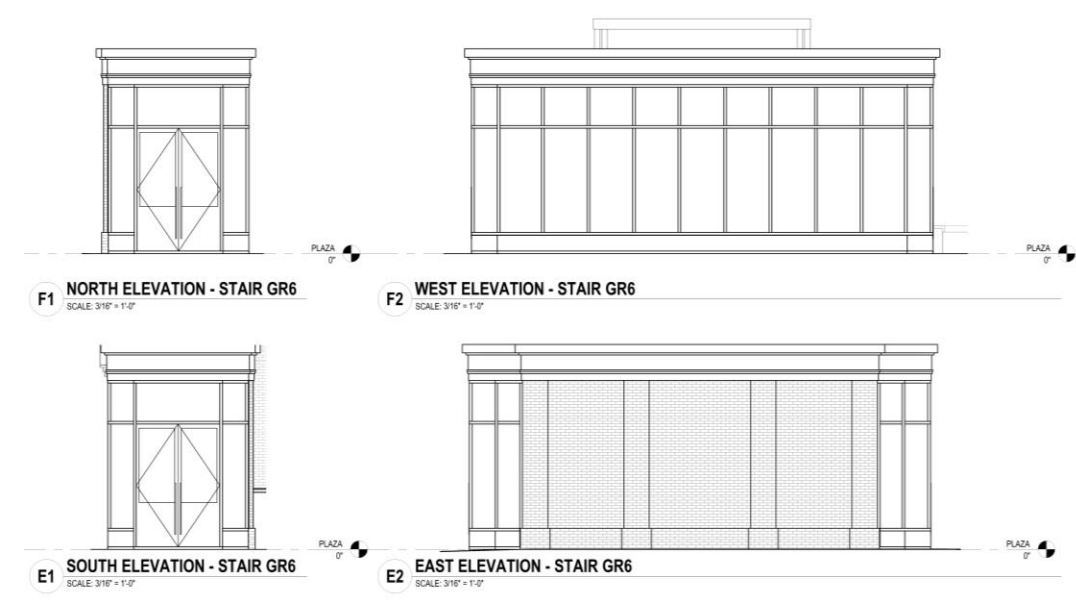 PLAZA
0"
F1
NORTH ELEVATION - STAIR GR6
SCALE: 3/16" = 1'-0"
PLAZA
0"
F2
WEST ELEVATION - STAIR GR6
SCALE: 3/16" = 1'-0"
PLAZA
0"
E1
SOUTH ELEVATION - STAIR GR6
SCALE: 3/16" = 1'-0"
PLAZA
0"
E2
EAST ELEVATION - STAIR GR6
SCALE: 3/16" = 1'-0"